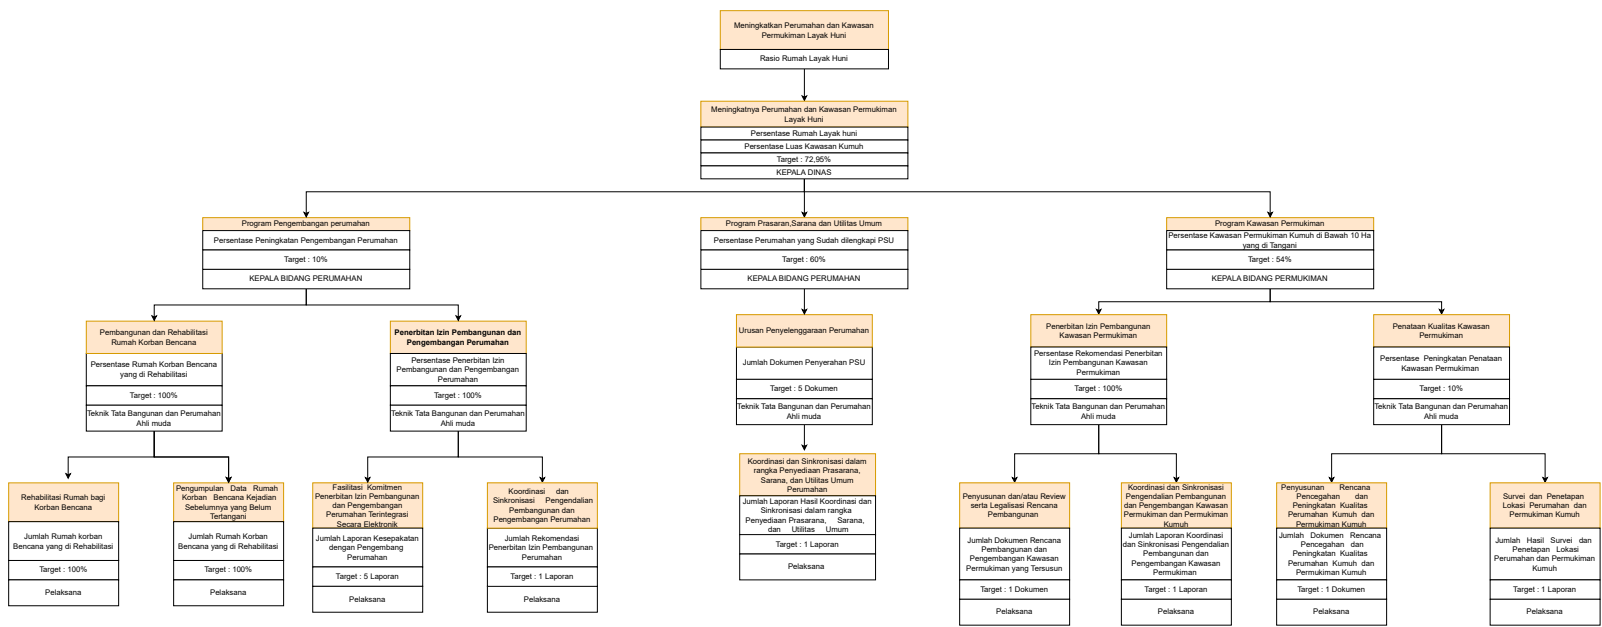 Meningkatkan Perumahan dan Kawasan
Permukiman Layak Huni
Rasio Rumah Layak Huni
Meningkatnya Perumahan dan Kawasan Permukiman
Layak Huni
Persentase Rumah Layak huni
Persentase Luas Kawasan Kumuh
Target : 72,95%
KEPALA DINAS
Program Pengembangan perumahan
Persentase Peningkatan Pengembangan Perumahan
Target : 10%
KEPALA BIDANG PERUMAHAN
Program Prasaran,Sarana dan Utilitas Umum
Persentase Perumahan yang Sudah dilengkapi PSU
Target : 60%
KEPALA BIDANG PERUMAHAN
Program Kawasan Permukiman
Persentase Kawasan Permukiman Kumuh di Bawah 10 Ha
yang di Tangani
Target : 54%
KEPALA BIDANG PERMUKIMAN
Pembangunan dan Rehabilitasi
Rumah Korban Bencana
Persentase Rumah Korban Bencana
yang di Rehabilitasi
Target : 100%
Teknik Tata Bangunan dan Perumahan
Ahli muda
Penerbitan Izin Pembangunan dan
Pengembangan Perumahan
Persentase Penerbitan Izin
Pembangunan dan Pengembangan
Perumahan
Target : 100%
Teknik Tata Bangunan dan Perumahan
Ahli muda
Urusan Penyelenggaraan Perumahan
Jumlah Dokumen Penyerahan PSU
Target : 5 Dokumen
Teknik Tata Bangunan dan Perumahan
Ahli muda
Penerbitan Izin Pembangunan
Kawasan Permukiman
Persentase Rekomendasi Penerbitan
Izin Pembangunan Kawasan
Permukiman
Target : 100%
Teknik Tata Bangunan dan Perumahan
Ahli muda
Penataan Kualitas Kawasan
Permukiman
Persentase Peningkatan Penataan
Kawasan Permukiman
Target : 10%
Teknik Tata Bangunan dan Perumahan
Ahli muda
Rehabilitasi Rumah bagi
Korban Bencana
Jumlah Rumah korban
Bencana yang di Rehabilitasi
Target : 100%
Pelaksana
Pengumpulan Data Rumah
Korban Bencana Kejadian
Sebelumnya yang Belum
Tertangani
Jumlah Rumah Korban
Bencana yang di Rehabilitasi
Target : 100%
Pelaksana
Fasilitasi Komitmen
Penerbitan Izin Pembangunan
dan Pengembangan
Perumahan Terintegrasi
Secara Elektronik
Jumlah Laporan Kesepakatan
dengan Pengembang
Perumahan
Target : 5 Laporan
Pelaksana
Koordinasi dan
Sinkronisasi Pengendalian
Pembangunan dan
Pengembangan Perumahan
Jumlah Rekomendasi
Penerbitan Izin Pembangunan
Perumahan
Target : 1 Laporan
Pelaksana
Koordinasi dan Sinkronisasi dalam
rangka Penyediaan Prasarana,
Sarana, dan Utilitas Umum
Perumahan
Jumlah Laporan Hasil Koordinasi dan
Sinkronisasi dalam rangka
Penyediaan Prasarana, Sarana,
dan Utilitas Umum
Target : 1 Laporan
Pelaksana
Penyusunan dan/atau Review
serta Legalisasi Rencana
Pembangunan
Jumlah Dokumen Rencana
Pembangunan dan
Pengembangan Kawasan
Permukiman yang Tersusun
Target : 1 Dokumen
Pelaksana
Koordinasi dan Sinkronisasi
Pengendalian Pembangunan
dan Pengembangan Kawasan
Permukiman dan Permukiman
Kumuh
Jumlah Laporan Koordinasi
dan Sinkronisasi Pengendalian
Pembangunan dan
Pengembangan Kawasan
Permukiman
Target : 1 Laporan
Pelaksana
Penyusunan Rencana
Pencegahan dan
Peningkatan Kualitas
Perumahan Kumuh dan
Permukiman Kumuh
Jumlah Dokumen Rencana
Pencegahan dan
Peningkatan Kualitas
Perumahan Kumuh dan
Permukiman Kumuh
Target : 1 Dokumen
Pelaksana
Survei dan Penetapan
Lokasi Perumahan dan
Permukiman Kumuh
Jumlah Hasil Survei dan
Penetapan Lokasi
Perumahan dan Permukiman
Kumuh
Target : 1 Laporan
Pelaksana